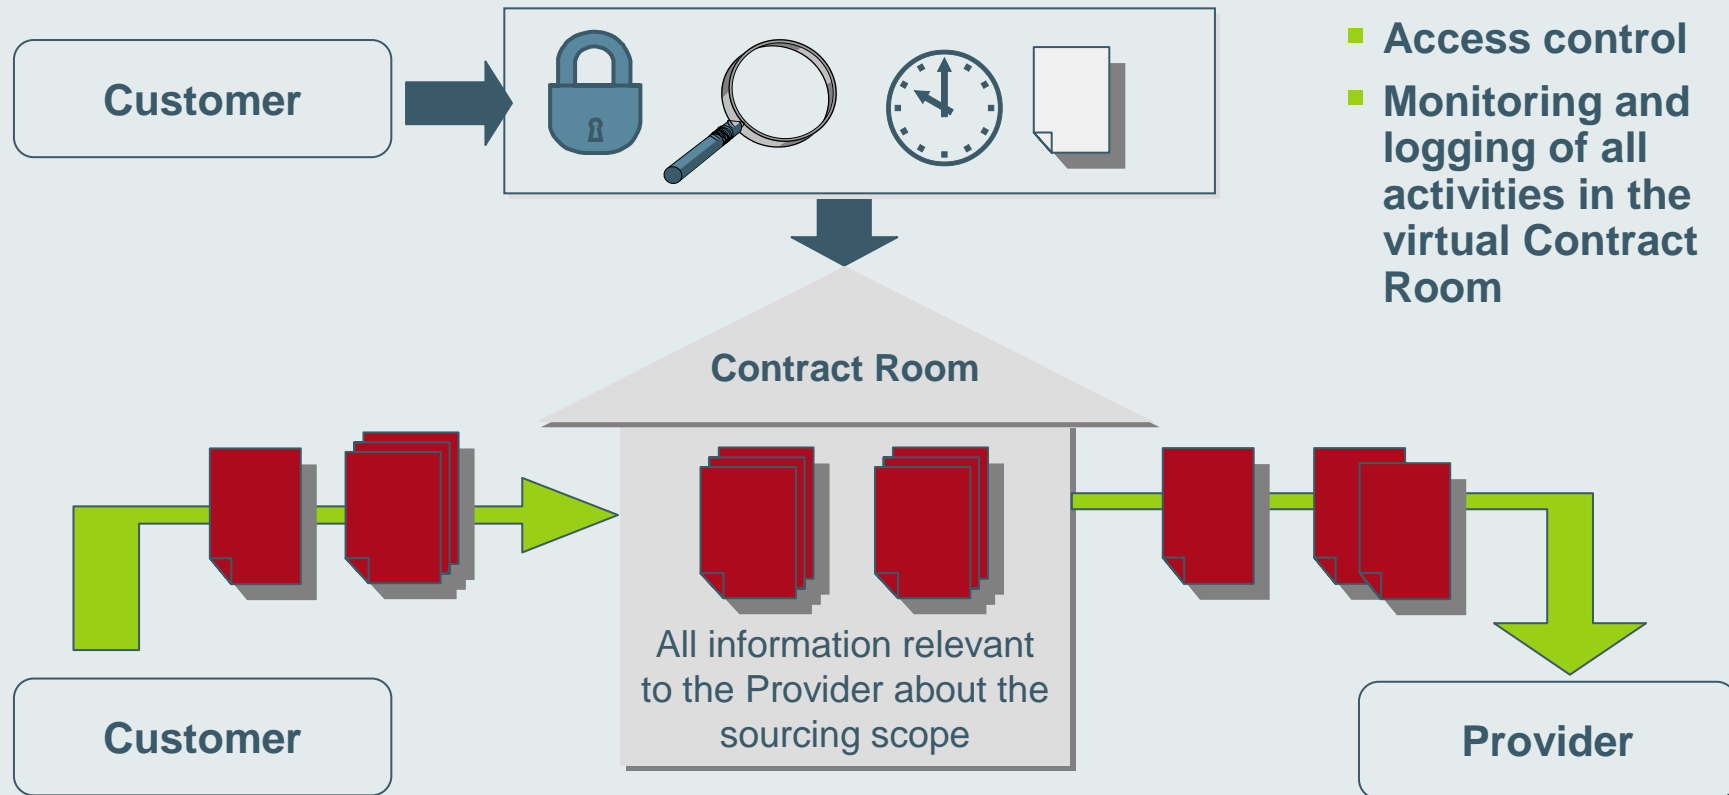 Customer
Access control
Monitoring and
logging of all
activities in the
virtual Contract
Room
Contract Room
All information relevant
to the Provider about the
sourcing scope
Customer
Provider